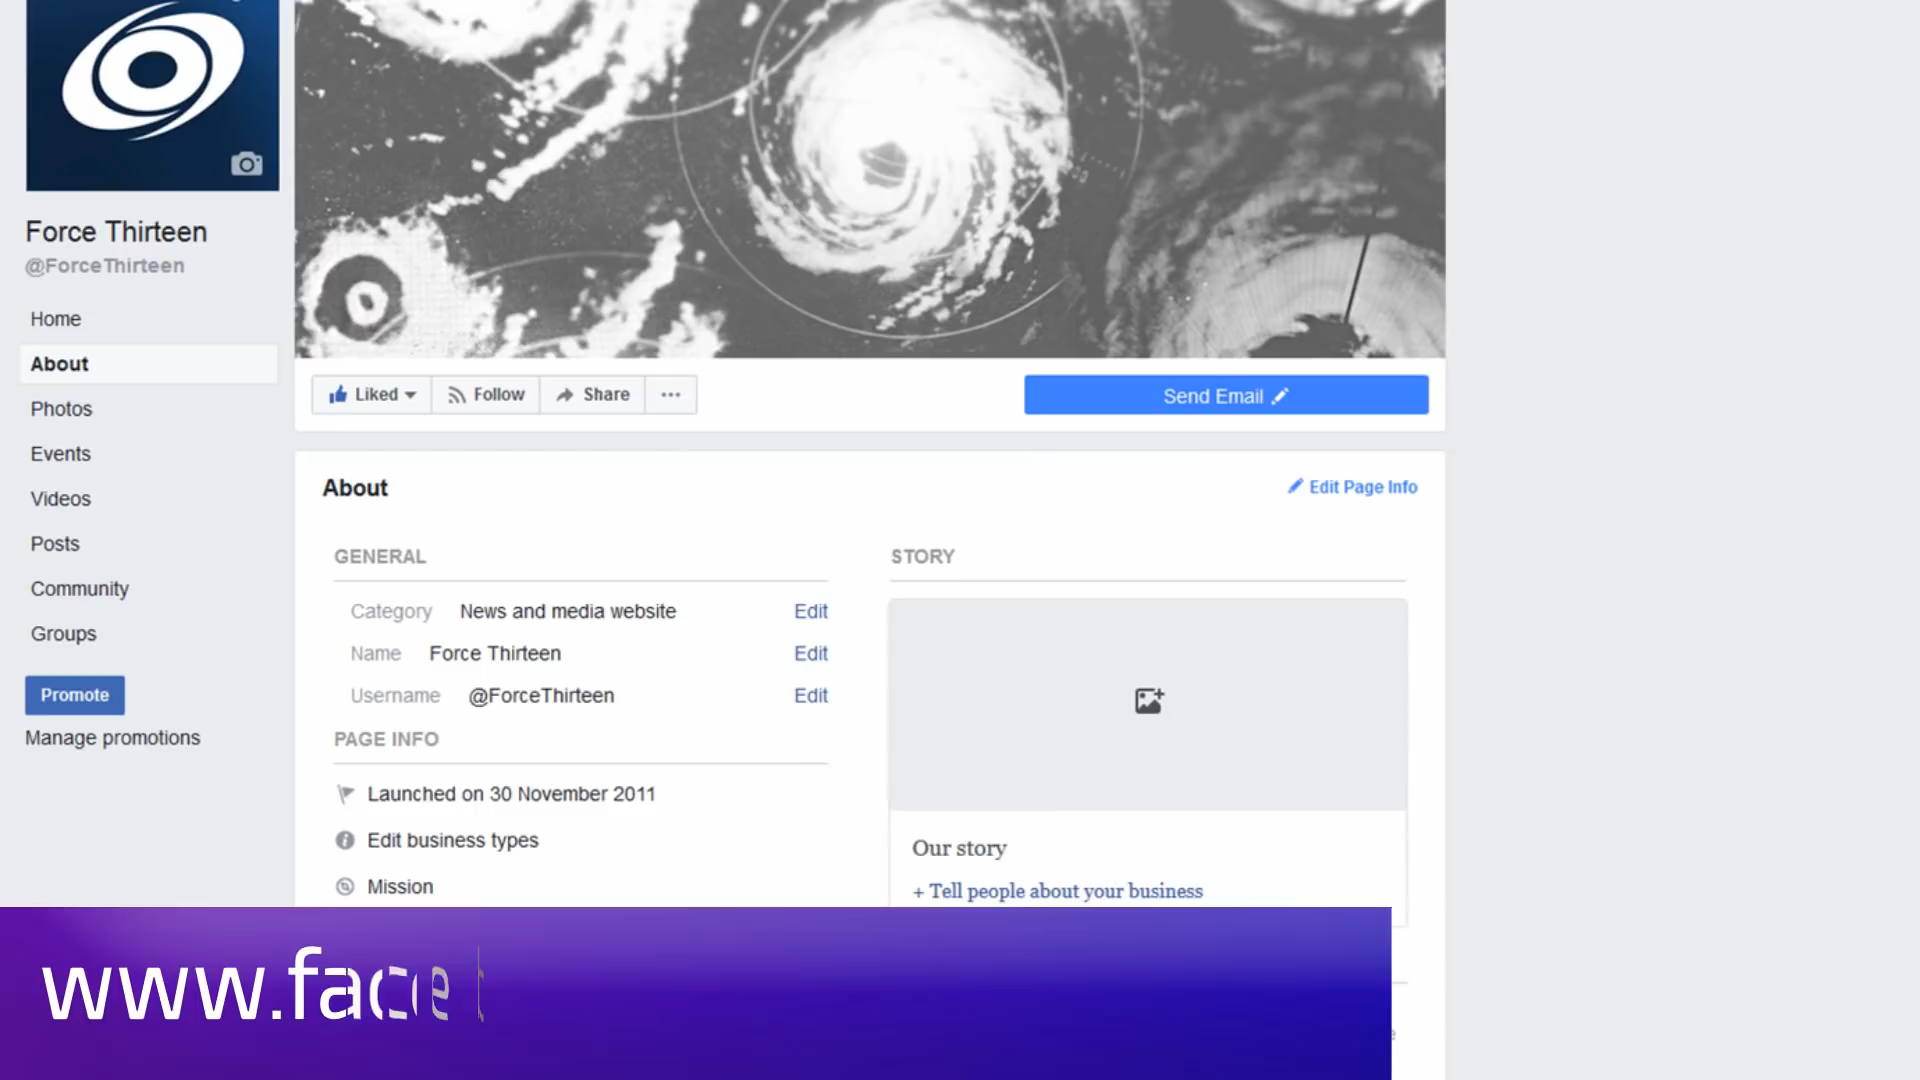 Force Thirteen
@ForceThirteen
Home
About
Photos
Events
Videos
Posts
Community
Groups
Promote
Manage promotions
Liked
Follow
Share
Send Email
About
Edit Page Info
GENERAL
Category News and media website Edit
Name Force Thirteen Edit
Username @ForceThirteen Edit
PAGE INFO
Launched on 30 November 2011
Edit business types
Mission
STORY
Our story
+ Tell people about your business
www.face